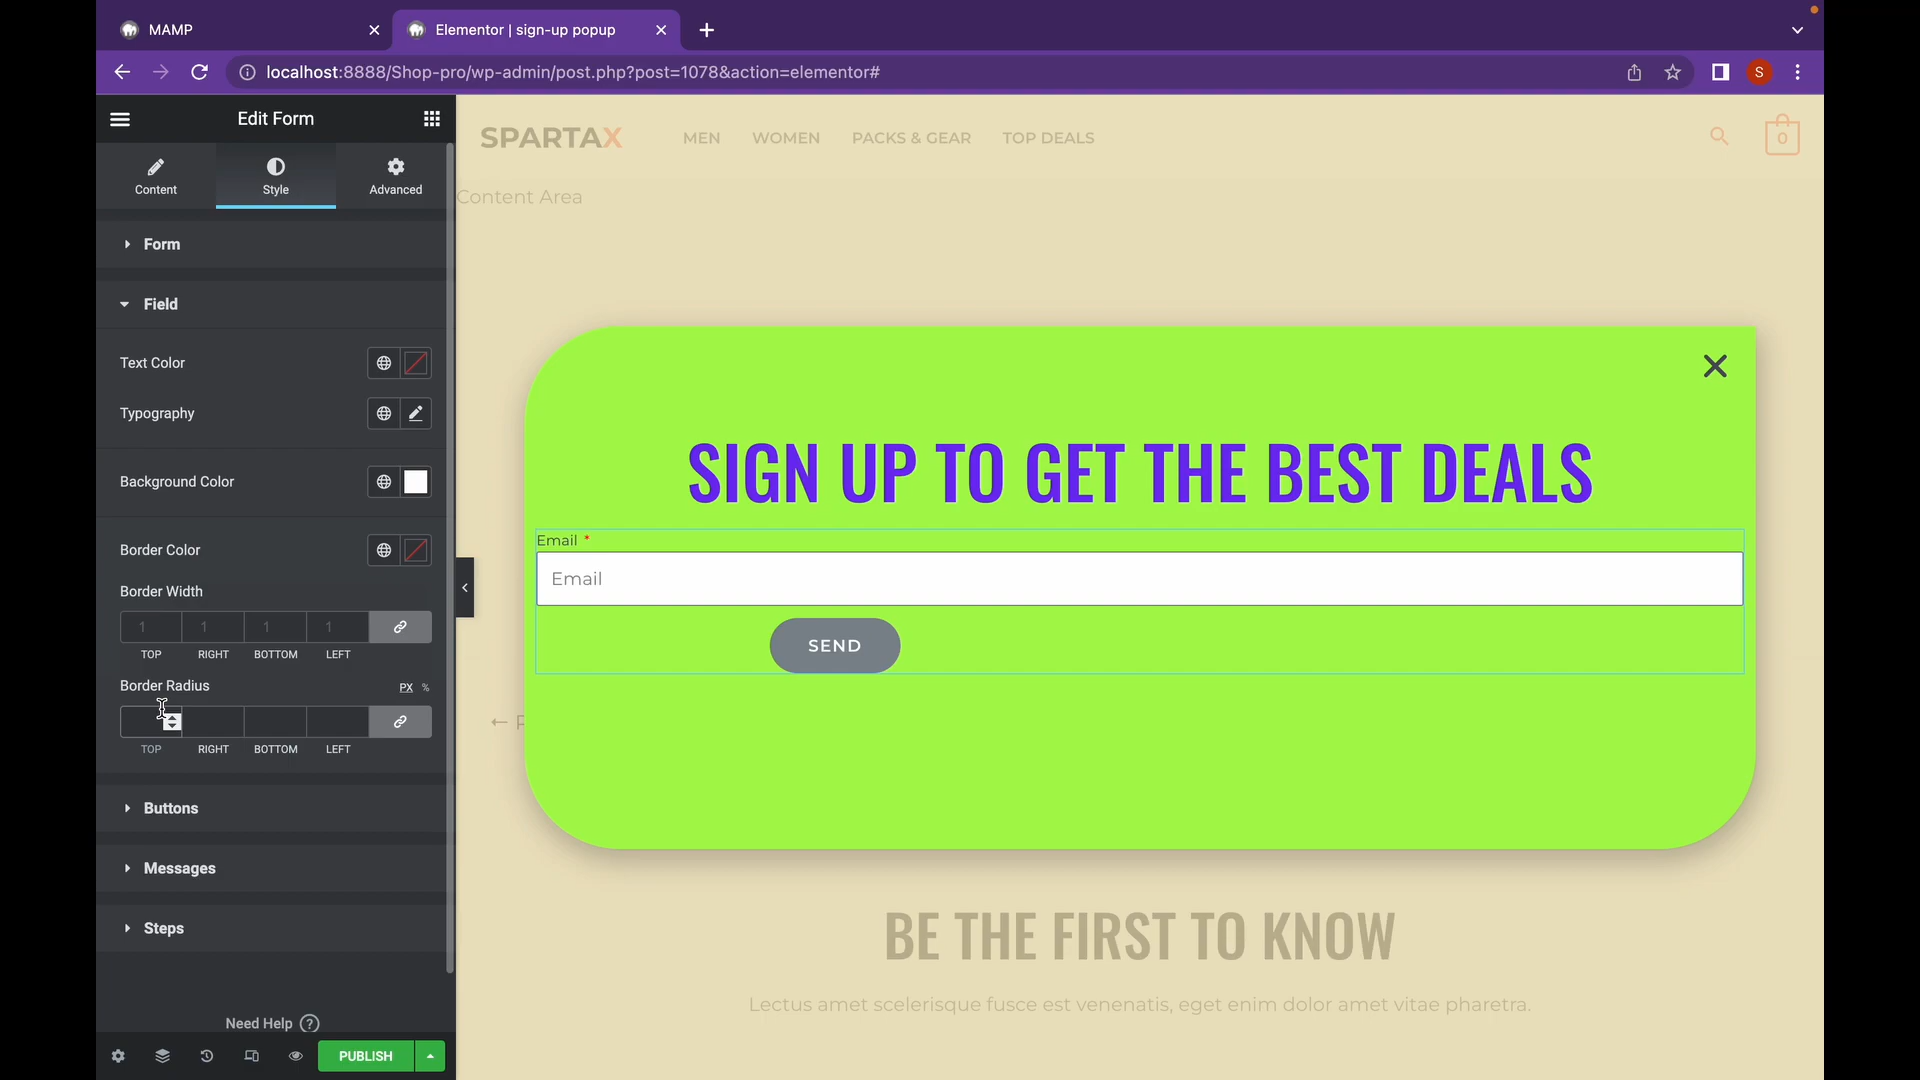 MAMP
Elementor | sign-up popup
localhost:8888/Shop-pro/wp-admin/post.php?post=1078&action=elementor#
S
Edit Form
Content
Style
Advanced
Form
Field
Text Color
Typography
Background Color
Border Color
Border Width
1 1 1 1
TOP RIGHT BOTTOM LEFT
Border Radius PX %
TOP RIGHT BOTTOM LEFT
Buttons
Messages
Steps
Need Help ?
PUBLISH
SPARTAX
MEN WOMEN PACKS & GEAR TOP DEALS
0
Content Area
SIGN UP TO GET THE BEST DEALS
Email *
Email
SEND
← P
BE THE FIRST TO KNOW
Lectus amet scelerisque fusce est venenatis, eget enim dolor amet vitae pharetra.